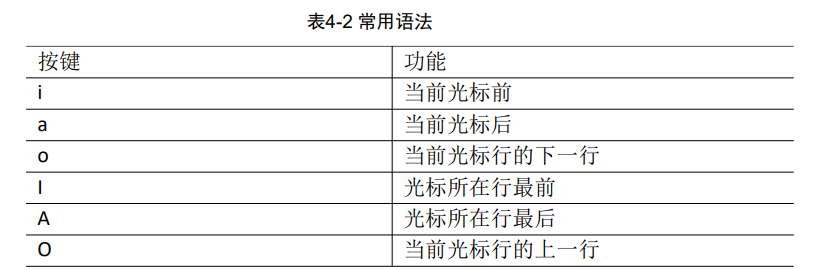 表4-2 常用语法
按键 功能
i 当前光标前
a 当前光标后
o 当前光标行的下一行
I 光标所在行最前
A 光标所在行最后
O 当前光标行的上一行